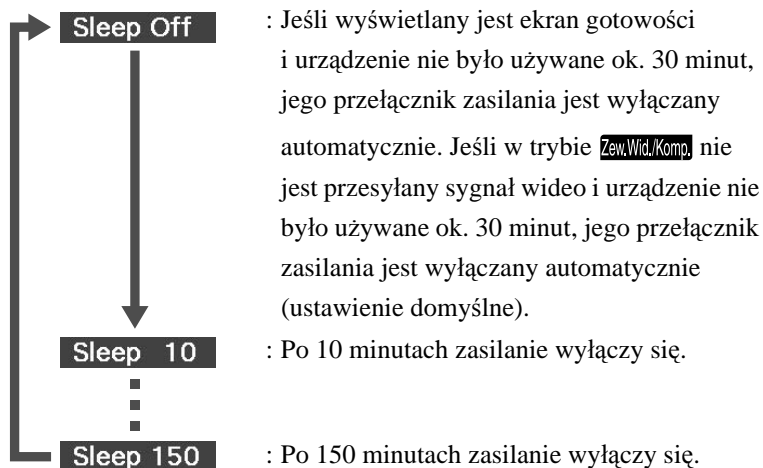 Sleep Off : Jeśli wyświetlany jest ekran gotowości
i urządzenie nie było używane ok. 30 minut,
jego przełącznik zasilania jest wyłączany
automatycznie. Jeśli w trybie Zew.Wid./Komp. nie
jest przesyłany sygnał wideo i urządzenie nie
było używane ok. 30 minut, jego przełącznik
zasilania jest wyłączany automatycznie
(ustawienie domyślne).
Sleep 10 : Po 10 minutach zasilanie wyłączy się.
Sleep 150 : Po 150 minutach zasilanie wyłączy się.